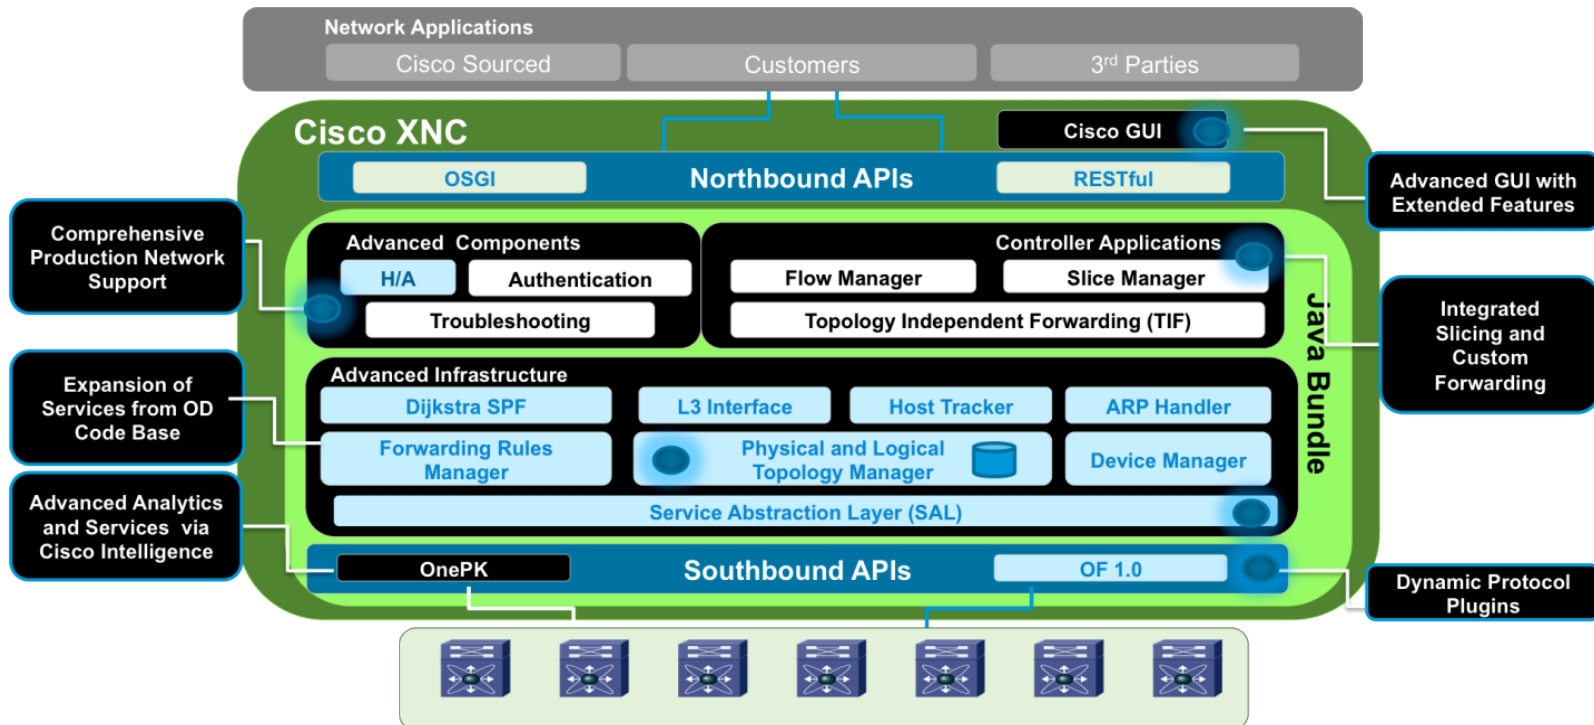 Network Applications
Cisco Sourced
Customers
3rd Parties
Cisco XNC
Cisco GUI
OSGI
Northbound APIs
RESTful
Advanced GUI with
Extended Features
Comprehensive
Production Network
Support
Advanced Components
H/A
Authentication
Troubleshooting
Controller Applications
Flow Manager
Slice Manager
Topology Independent Forwarding (TIF)
Java Bundle
Integrated
Slicing and
Custom
Forwarding
Expansion of
Services from OD
Code Base
Advanced Infrastructure
Dijkstra SPF
L3 Interface
Host Tracker
ARP Handler
Forwarding Rules
Manager
Physical and Logical
Topology Manager
Device Manager
Service Abstraction Layer (SAL)
Advanced Analytics
and Services via
Cisco Intelligence
OnePK
Southbound APIs
OF 1.0
Dynamic Protocol
Plugins